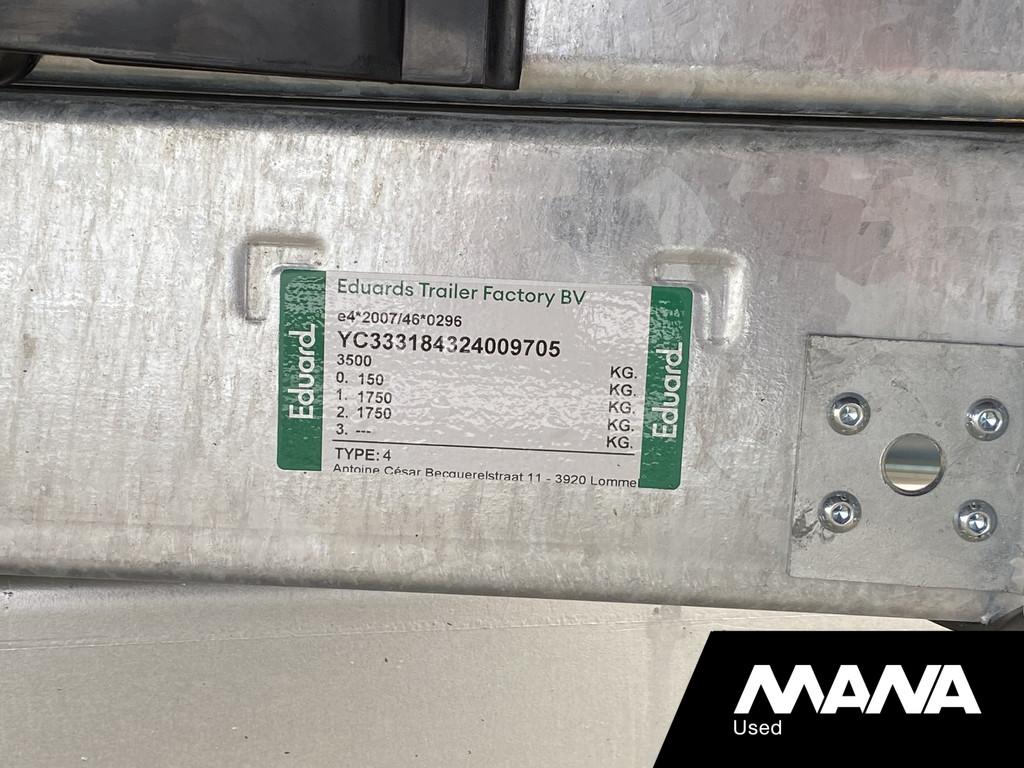 Eduard
Eduards Trailer Factory BV
e4*2007/46*0296
YC333184324009705
3500 KG.
0. 150 KG.
1. 1750 KG.
2. 1750 KG.
3. --- KG.
TYPE: 4
Antoine César Becquerelstraat 11 - 3920 Lommel
Eduard
MANA
Used